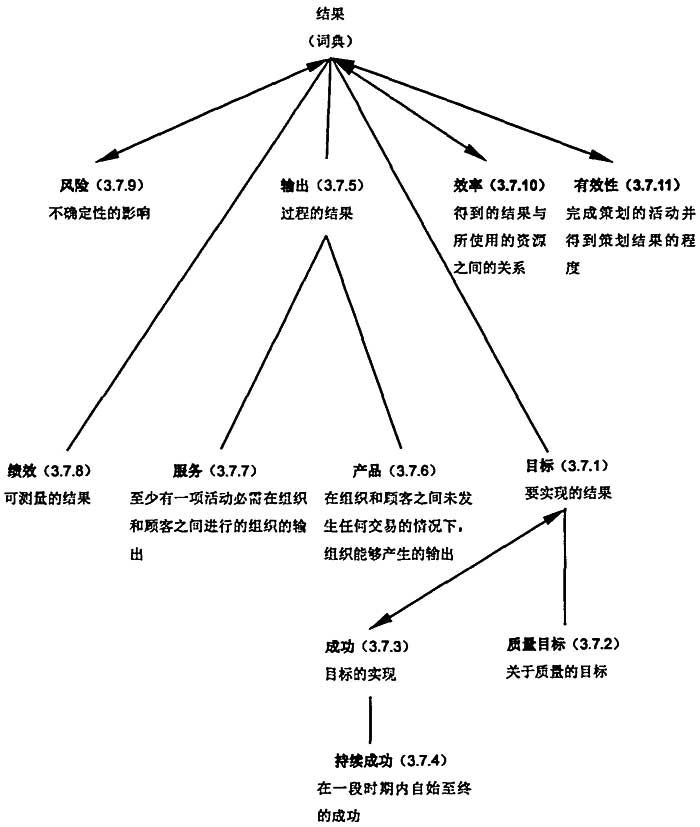 结果
（词典）
风险（3.7.9）
不确定性的影响
输出（3.7.5）
过程的结果
效率（3.7.10）
得到的结果与
所使用的资源
之间的关系
有效性（3.7.11）
完成策划的活动并
得到策划结果的程
度
绩效（3.7.8）
可测量的结果
服务（3.7.7）
至少有一项活动必需在组织
和顾客之间进行的组织的输
出
产品（3.7.6）
在组织和顾客之间未发
生任何交易的情况下，
组织能够产生的输出
目标（3.7.1）
要实现的结果
成功（3.7.3）
目标的实现
质量目标（3.7.2）
关于质量的目标
持续成功（3.7.4）
在一段时期内自始至终
的成功